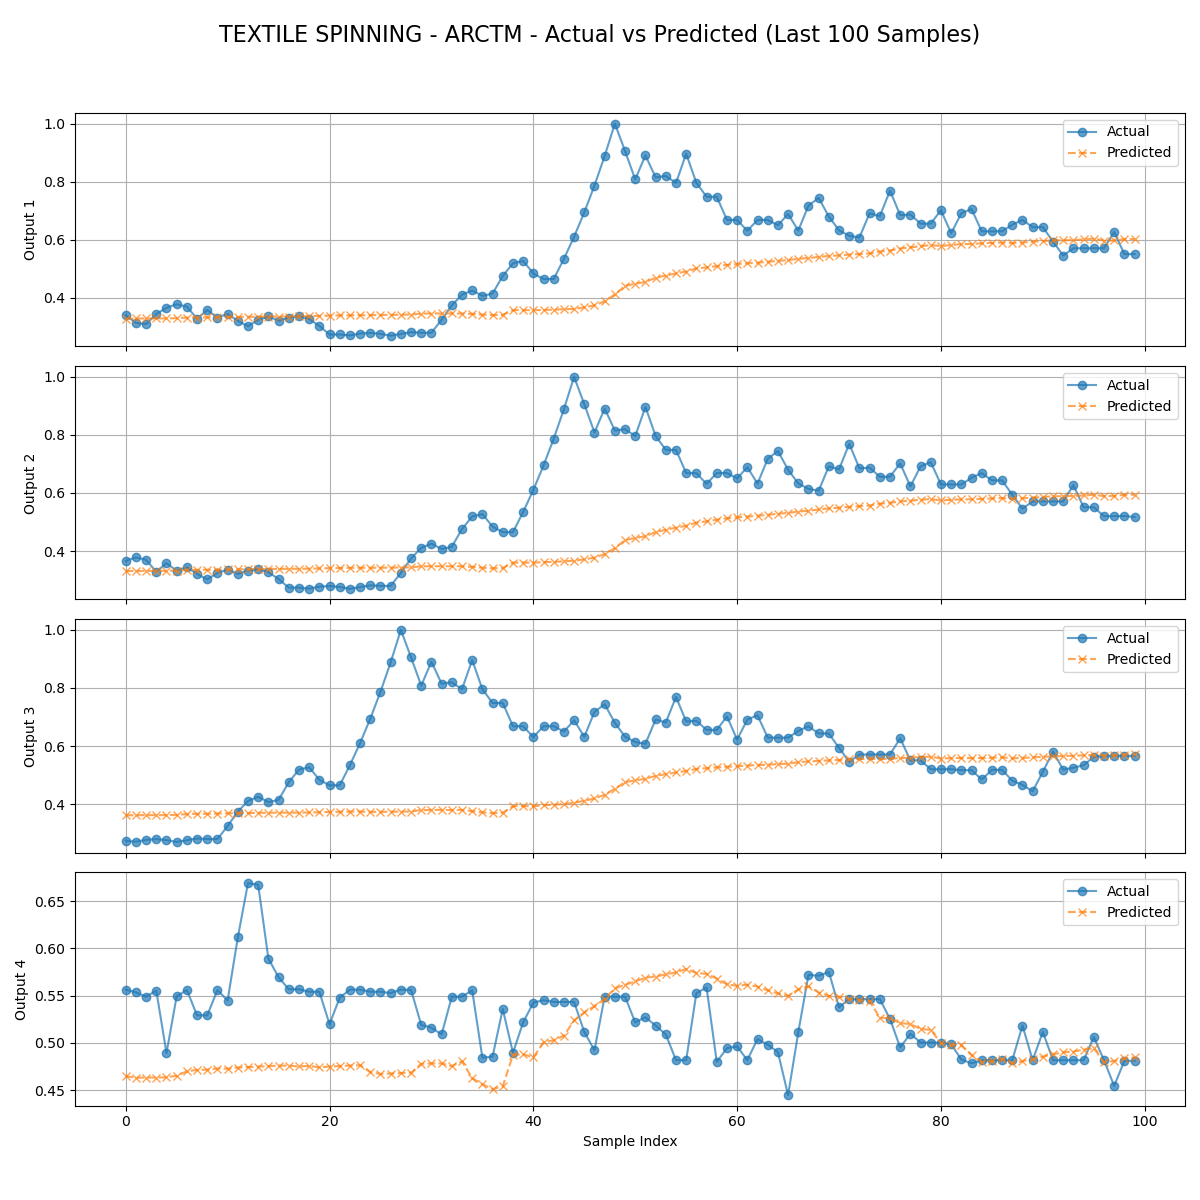 TEXTILE SPINNING - ARCTM - Actual vs Predicted (Last 100 Samples)
1.0
0.8
0.6
0.4
Output 1
Actual
Predicted
1.0
0.8
0.6
0.4
Output 2
Actual
Predicted
1.0
0.8
0.6
0.4
Output 3
Actual
Predicted
0.65
0.60
0.55
0.50
0.45
Output 4
Actual
Predicted
0 20 40 60 80 100
Sample Index